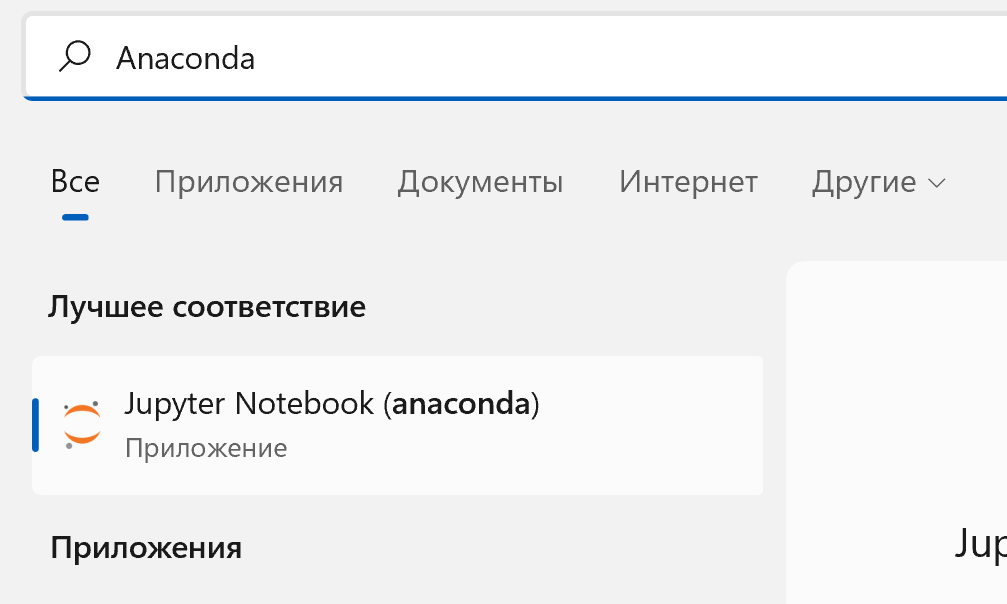 Anaconda
Все Приложения Документы Интернет Другие
Лучшее соответствие
Jupyter Notebook (anaconda)
Приложение
Приложения